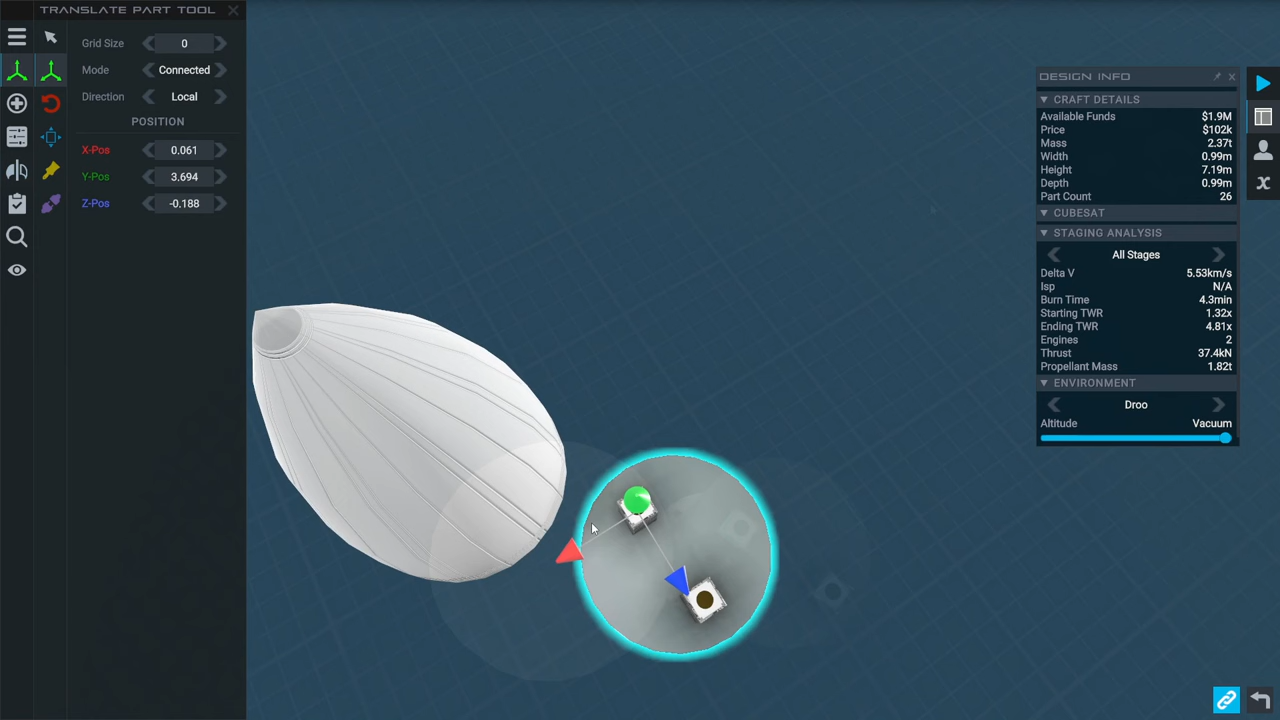 TRANSLATE PART TOOL
Grid Size 0
Mode Connected
Direction Local
POSITION
X-Pos 0.061
Y-Pos 3.694
Z-Pos -0.188
DESIGN INFO
CRAFT DETAILS
Available Funds $1.9M
Price $102k
Mass 2.37t
Width 0.99m
Height 7.19m
Depth 0.99m
Part Count 26
CUBESAT
STAGING ANALYSIS
All Stages
Delta V 5.53km/s
Isp N/A
Burn Time 4.3min
Starting TWR 1.32x
Ending TWR 4.81x
Engines 2
Thrust 37.4kN
Propellant Mass 1.82t
ENVIRONMENT
Droo
Altitude Vacuum